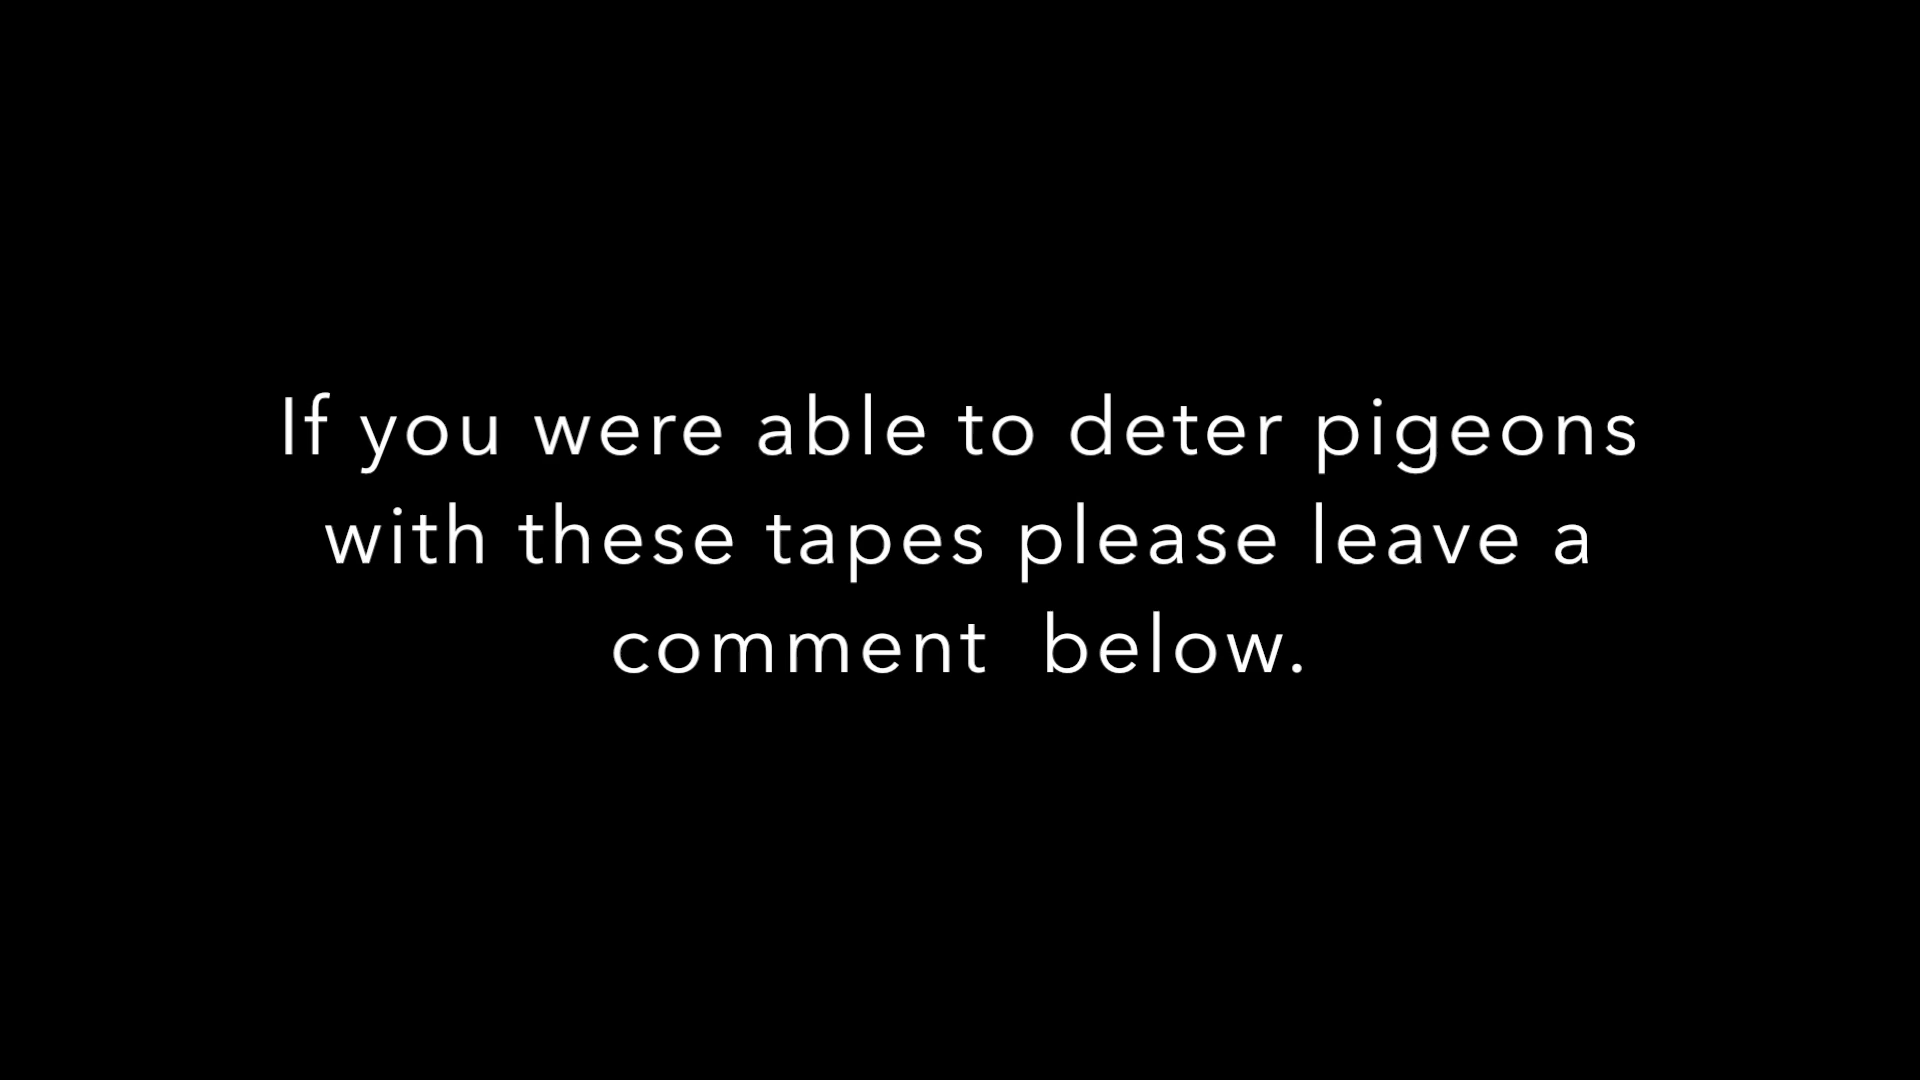 If you were able to deter pigeons
with these tapes please leave a
comment  below.